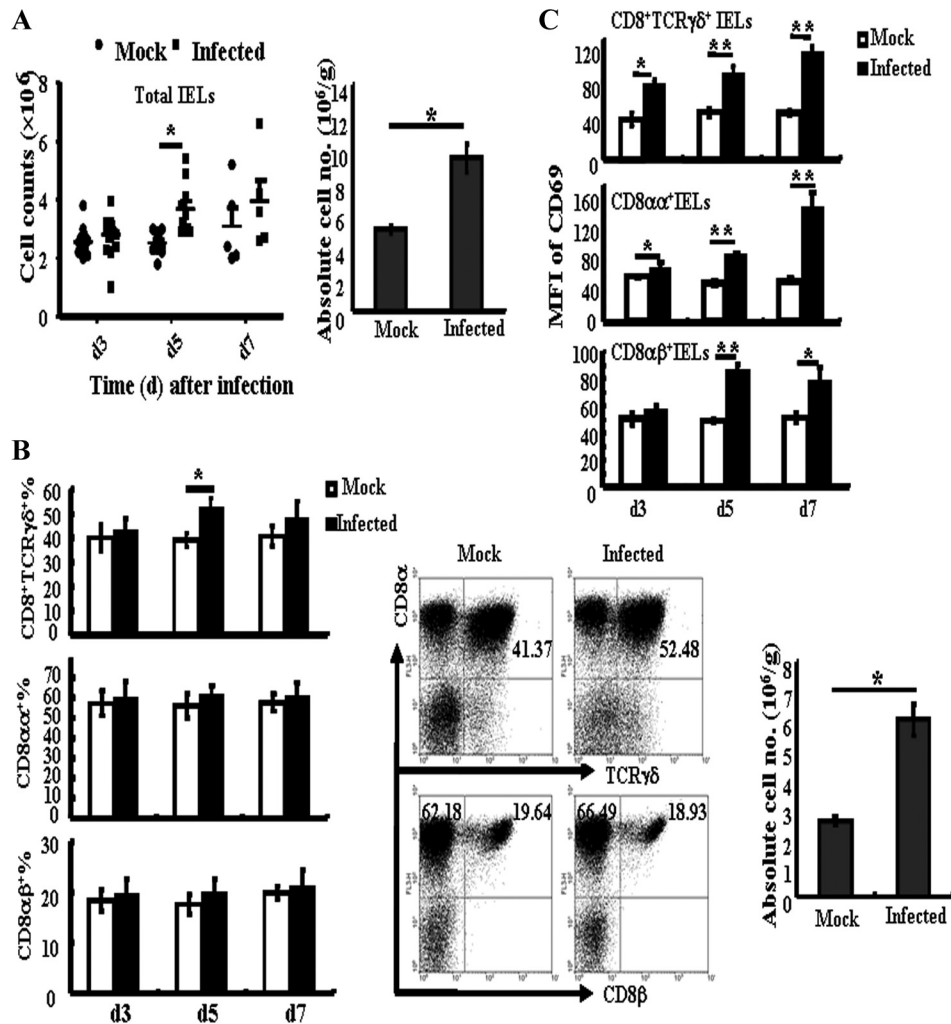 A
Mock Infected
Cell counts (×10⁶
Total IELs
8
6
4
2
0
*
d3 d5 d7
Time (d) after infection
Absolute cell no. (10⁶/g)
14
12
10
8
6
4
2
0
*
Mock Infected
C
CD8⁺TCRγδ⁺ IELs
Mock
Infected
MFI of CD69
120
80
40
0
* ** **
CD8αα⁺IELs
160
120
80
40
0
* ** **
CD8αβ⁺IELs
100
80
60
40
20
0
** *
d3 d5 d7
B
Mock
Infected
CD8⁺TCRγδ⁺%
60
50
40
30
20
10
0
*
CD8αα⁺%
70
60
50
40
30
20
10
0
CD8αβ⁺%
30
20
10
0
d3 d5 d7
Mock Infected
CD8α
FL3-H FL3-H
41.37 52.48
TCRγδ
62.18 19.64 66.49 18.93
FL3-H FL3-H
CD8β
Absolute cell no. (10⁶/g)
8
7
6
5
4
3
2
1
0
*
Mock Infected